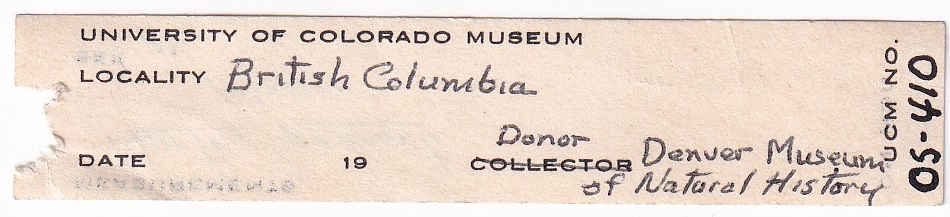 UNIVERSITY OF COLORADO MUSEUM
LOCALITY British Columbia
Donor
DATE 19 COLLECTOR Denver Museum
of Natural History
UCM NO.
05-410